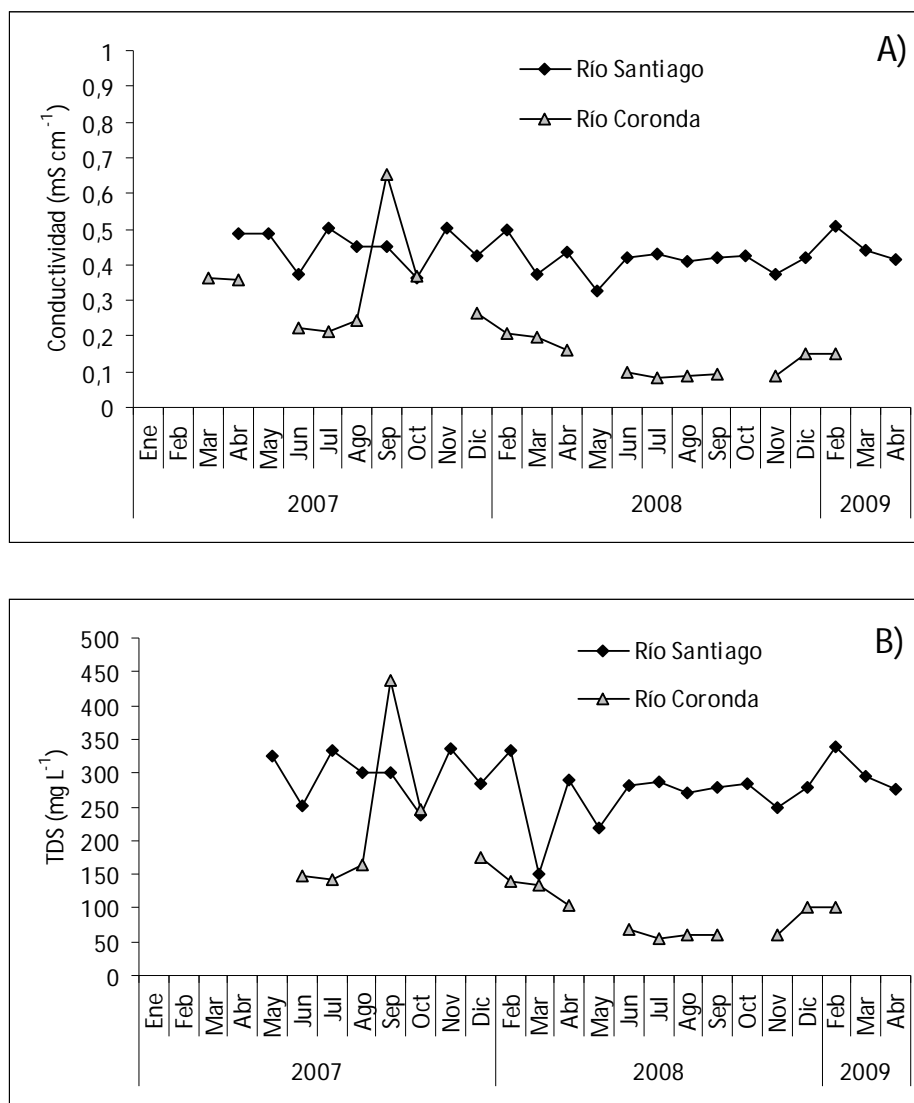 A)
Río Santiago
Río Coronda
Conductividad (mS cm⁻¹)
1
0,9
0,8
0,7
0,6
0,5
0,4
0,3
0,2
0,1
0
Ene Feb Mar Abr May Jun Jul Ago Sep Oct Nov Dic Feb Mar Abr May Jun Jul Ago Sep Oct Nov Dic Feb Mar Abr
2007 2008 2009
B)
Río Santiago
Río Coronda
TDS (mg L⁻¹)
500
450
400
350
300
250
200
150
100
50
0
Ene Feb Mar Abr May Jun Jul Ago Sep Oct Nov Dic Feb Mar Abr May Jun Jul Ago Sep Oct Nov Dic Feb Mar Abr
2007 2008 2009